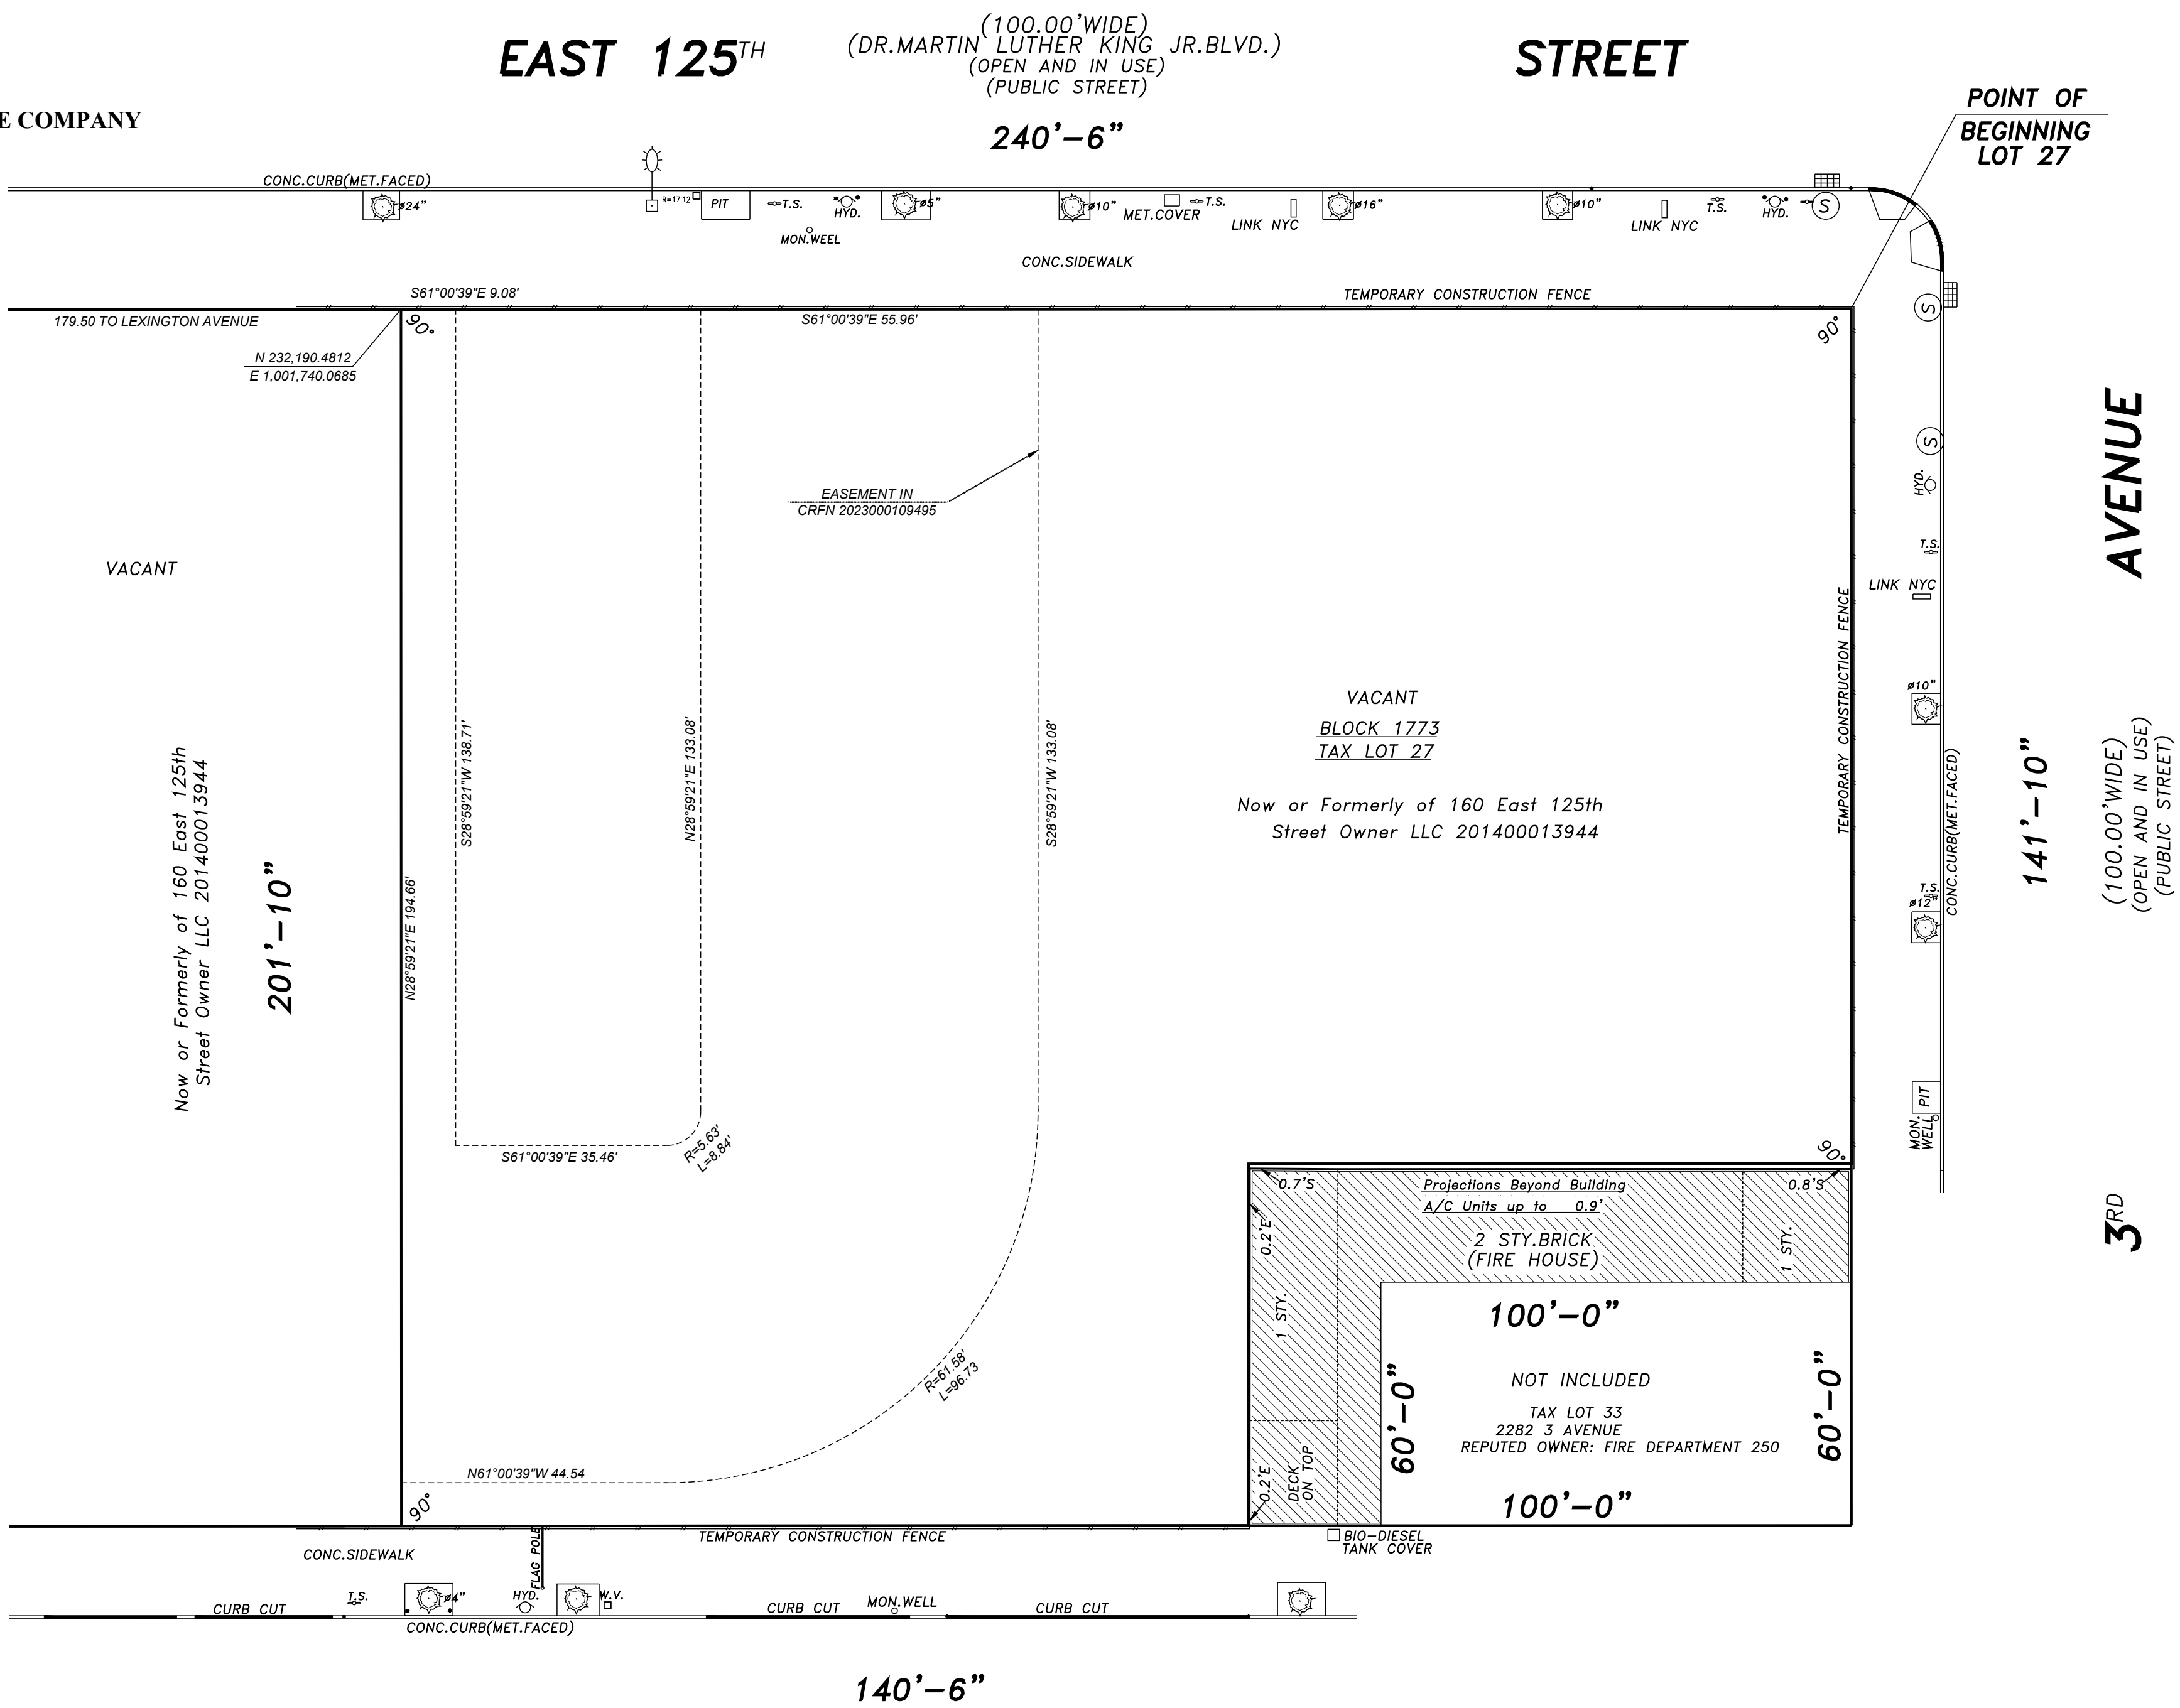 EAST 125TH
(100.00'WIDE)
(DR.MARTIN LUTHER KING JR.BLVD.)
(OPEN AND IN USE)
(PUBLIC STREET)
STREET
E COMPANY
240'-6"
POINT OF
BEGINNING
LOT 27
CONC.CURB(MET.FACED)
ø24"
R=17.12
PIT
T.S.
HYD.
MON.WEEL
ø5"
ø10"
MET.COVER
T.S.
LINK NYC
ø16"
ø10"
LINK NYC
T.S.
HYD.
S
CONC.SIDEWALK
S61°00'39"E 9.08'
TEMPORARY CONSTRUCTION FENCE
S
179.50 TO LEXINGTON AVENUE
90°
S61°00'39"E 55.96'
90°
N 232,190.4812
E 1,001,740.0685
S
HYD.
AVENUE
EASEMENT IN
CRFN 2023000109495
T.S.
VACANT
LINK NYC
TEMPORARY CONSTRUCTION FENCE
VACANT
BLOCK 1773
TAX LOT 27
Now or Formerly of 160 East 125th
Street Owner LLC 201400013944
ø10"
S28°59'21"W 138.71'
N28°59'21"E 133.08'
S28°59'21"W 133.08'
Now or Formerly of 160 East 125th
Street Owner LLC 201400013944
201'-10"
N28°59'21"E 194.66'
CONC.CURB(MET.FACED)
141'-10"
(100.00'WIDE)
(OPEN AND IN USE)
(PUBLIC STREET)
T.S.
ø12"
PIT
MON.
WELL
90°
S61°00'39"E 35.46'
R=5.63'
L=8.84'
0.7'S
Projections Beyond Building
A/C Units up to 0.9'
0.8'S
0.2'E
2 STY.BRICK
(FIRE HOUSE)
1 STY.
3RD
1 STY.
100'-0"
R=61.58'
L=96.73
60'-0"
NOT INCLUDED
60'-0"
TAX LOT 33
2282 3 AVENUE
REPUTED OWNER: FIRE DEPARTMENT 250
N61°00'39"W 44.54
0.2'E
DECK
ON TOP
100'-0"
90°
TEMPORARY CONSTRUCTION FENCE
BIO-DIESEL
TANK COVER
CONC.SIDEWALK
FLAG POLE
T.S.
ø4"
HYD.
W.V.
CURB CUT
CURB CUT
MON.WELL
CURB CUT
CONC.CURB(MET.FACED)
140'-6"